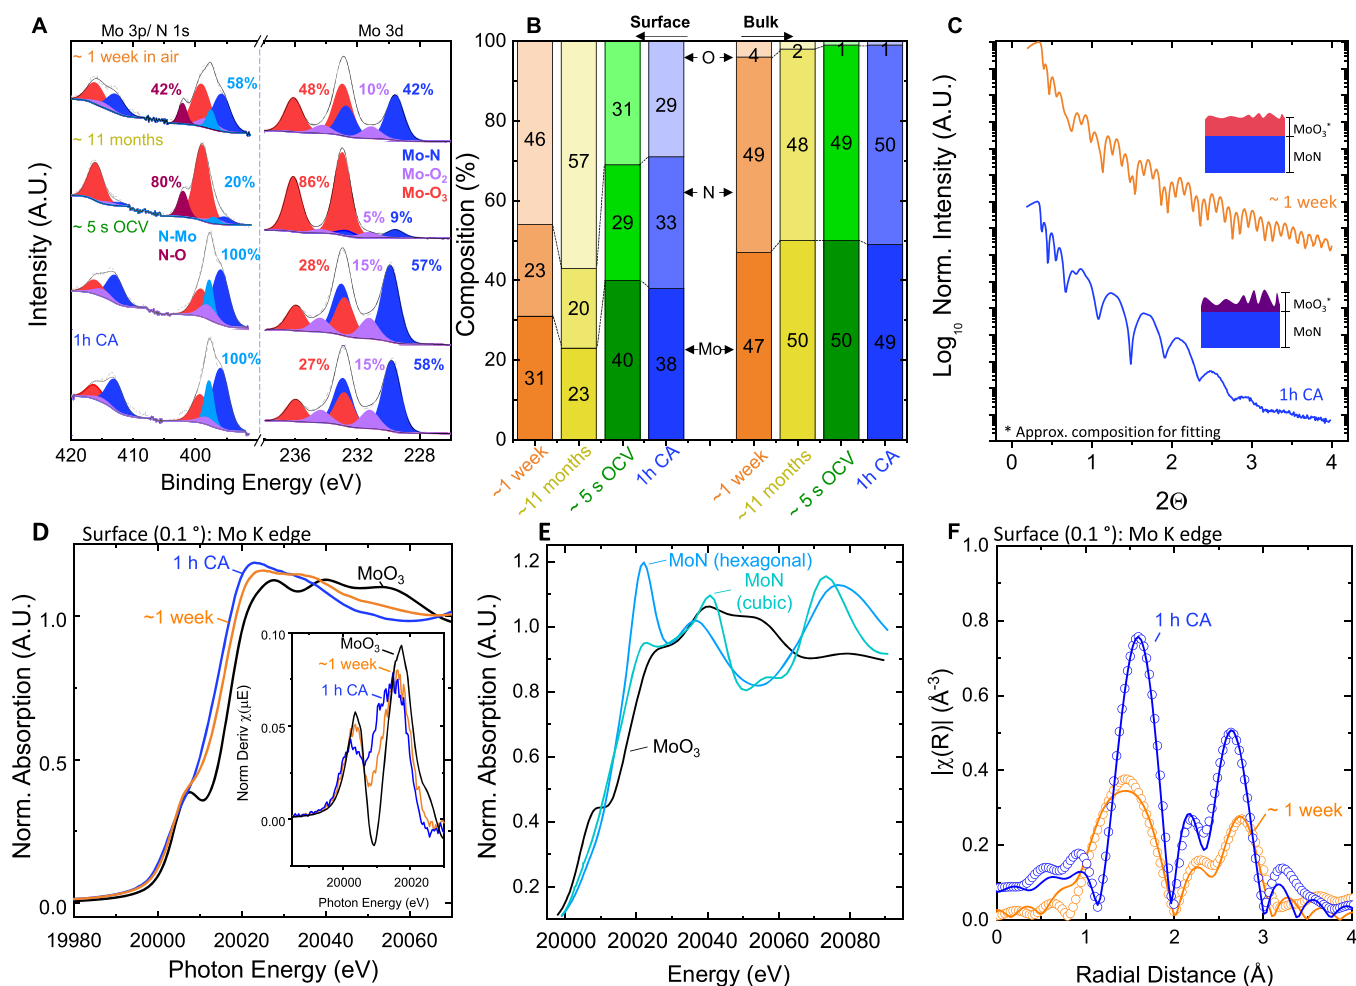 A
Mo 3p/ N 1s
Mo 3d
~ 1 week in air
42%
58%
48%
10%
42%
~ 11 months
80%
20%
86%
5%
9%
Mo-N
Mo-O2
Mo-O3
~ 5 s OCV
N-Mo
N-O
100%
28%
15%
57%
1h CA
100%
27%
15%
58%
Intensity (A.U.)
420
410
400
236
232
228
Binding Energy (eV)
B
Surface
Bulk
100
80
60
40
20
0
Composition (%)
46
57
31
29
O
4
2
1
1
23
20
29
33
N
49
48
49
50
31
23
40
38
Mo
47
50
50
49
~1 week
~11 months
~ 5 s OCV
1h CA
~1 week
~11 months
~ 5 s OCV
1h CA
C
Log10 Norm. Intensity (A.U.)
MoO3*
MoN
~ 1 week
MoO3*
MoN
1h CA
* Approx. composition for fitting
0
1
2
3
4
2Θ
D
Surface (0.1 °): Mo K edge
1 h CA
MoO3
~1 week
1.0
0.5
0.0
Norm. Absorption (A.U.)
0.10
0.05
0.00
Norm Deriv χ(μE)
MoO3
~1 week
1 h CA
20000
20020
Photon Energy (eV)
19980
20000
20020
20040
20060
Photon Energy (eV)
E
MoN (hexagonal)
MoN
(cubic)
MoO3
1.2
1.0
0.8
0.6
0.4
0.2
Norm. Absorption (A.U.)
20000
20020
20040
20060
20080
Energy (eV)
F
Surface (0.1 °): Mo K edge
1 h CA
~ 1 week
1.0
0.8
0.6
0.4
0.2
0.0
|χ(R)| (Å-3)
0
1
2
3
4
Radial Distance (Å)